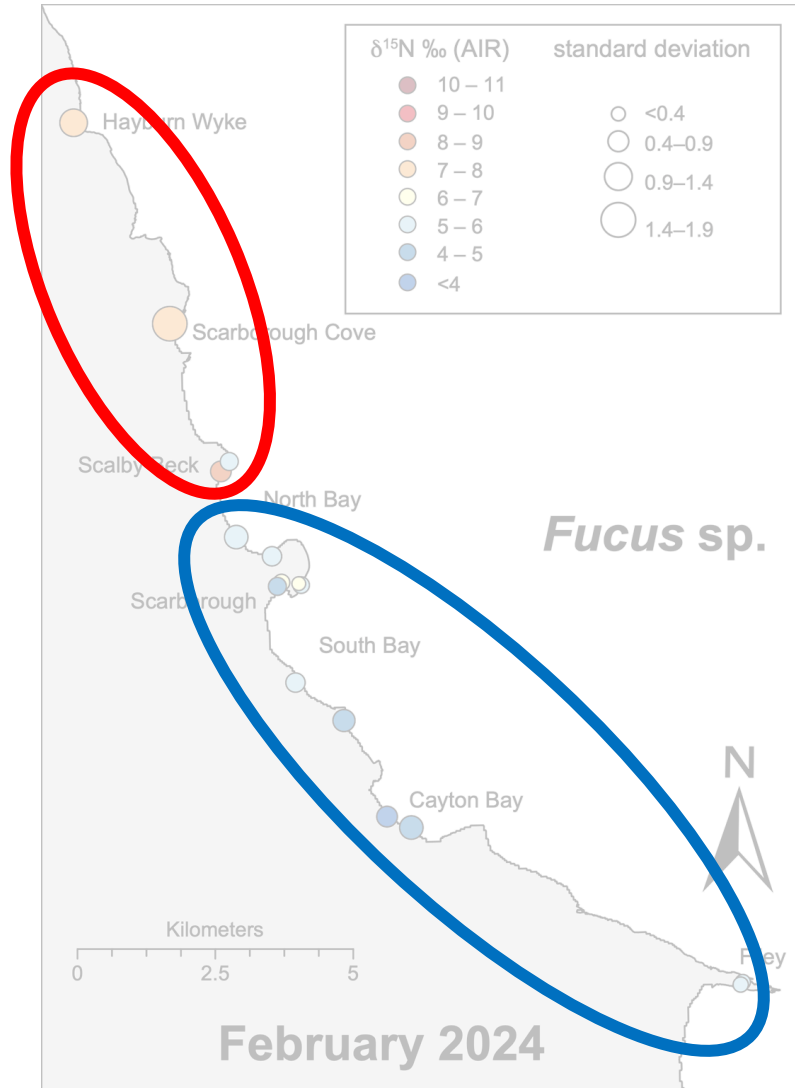 δ¹⁵N ‰ (AIR) standard deviation
10 – 11
9 – 10
8 – 9
7 – 8
6 – 7
5 – 6
4 – 5
<4
<0.4
0.4–0.9
0.9–1.4
1.4–1.9
Hayburn Wyke
Scarborough Cove
Scalby Beck
North Bay
Fucus sp.
Scarborough
South Bay
N
Cayton Bay
Kilometers
0 2.5 5
Filey
February 2024